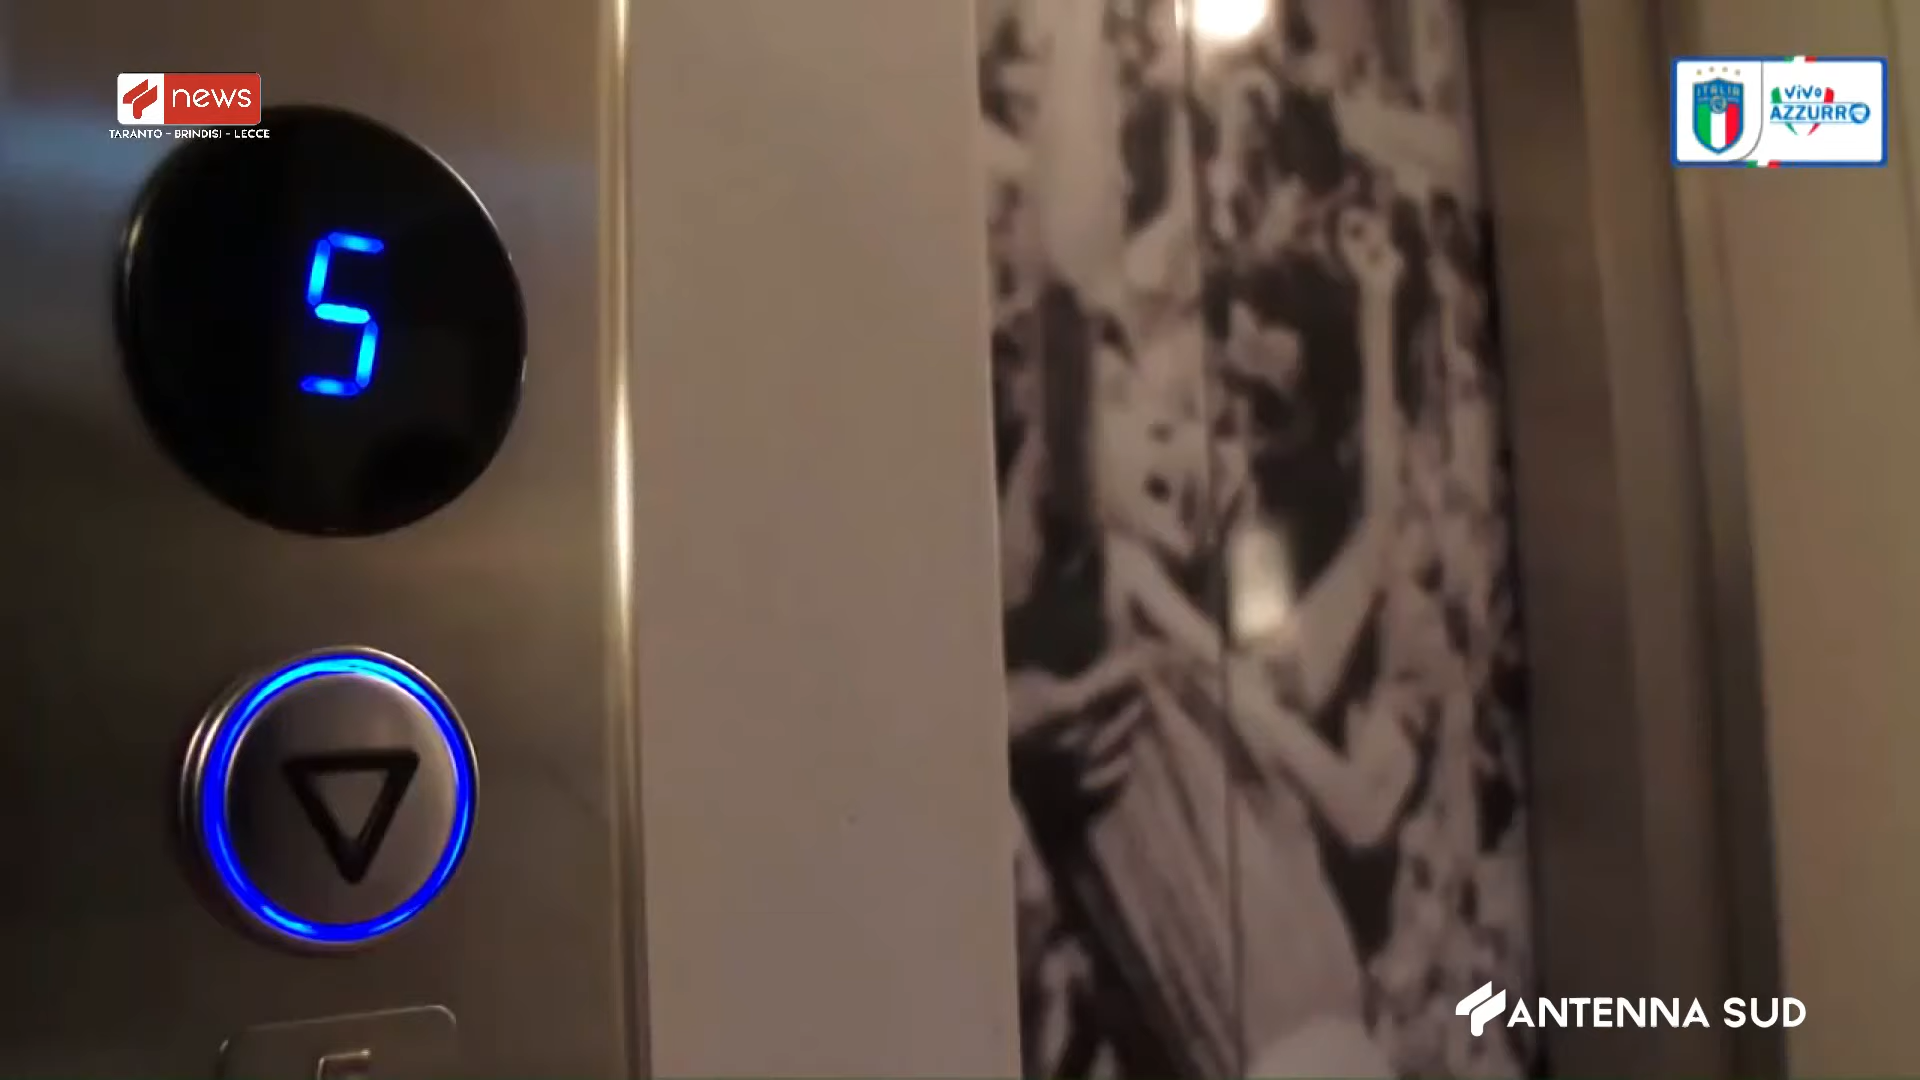 news
TARANTO - BRINDISI - LECCE
ITALIA
VIVO
AZZURRO
5
ANTENNA SUD